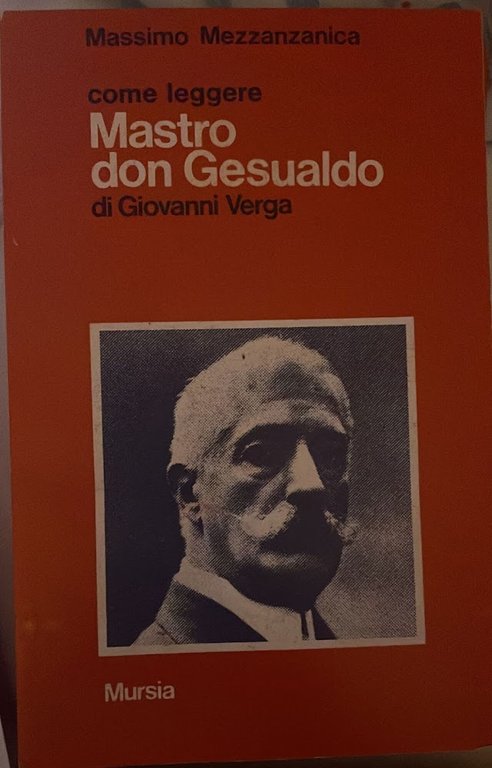 Massimo Mezzanzanica
come leggere
Mastro
don Gesualdo
di Giovanni Verga
Mursia